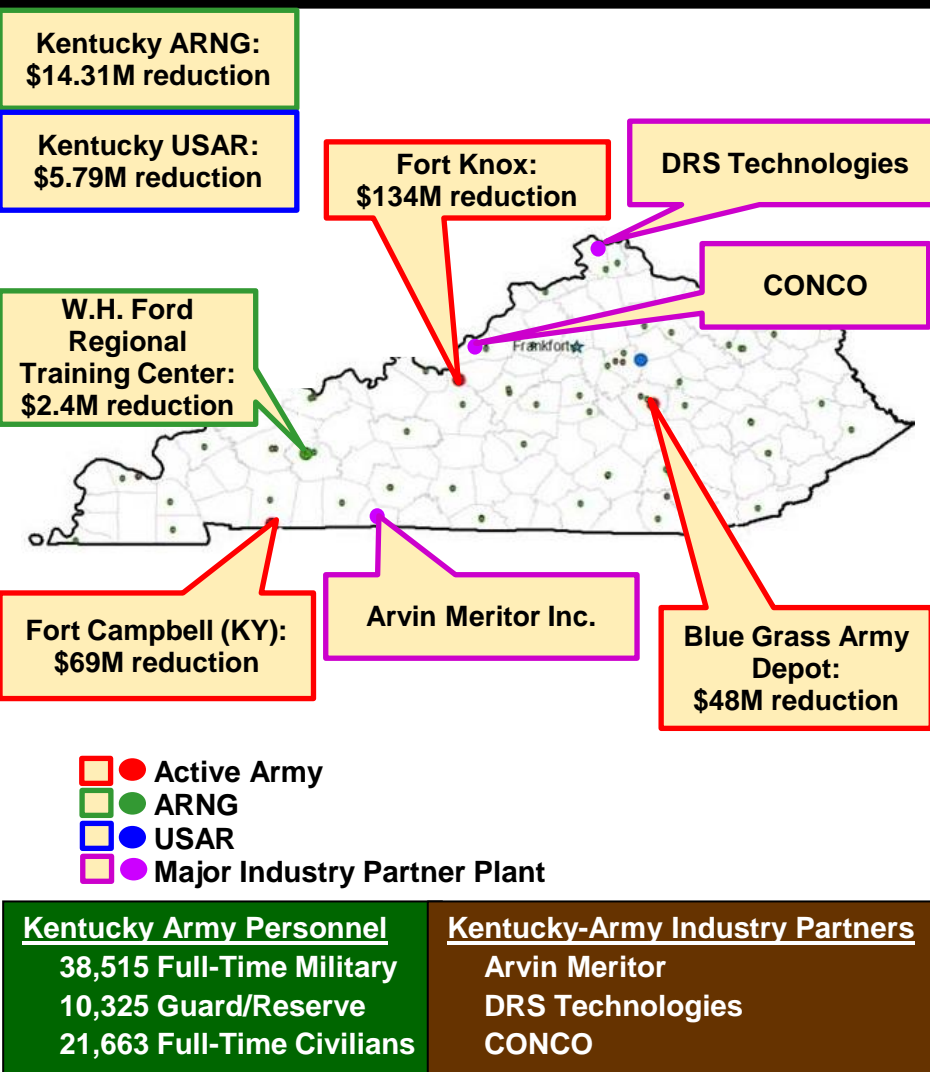 Kentucky ARNG:
$14.31M reduction
Kentucky USAR:
$5.79M reduction
Fort Knox:
$134M reduction
DRS Technologies
CONCO
W.H. Ford
Regional
Training Center:
$2.4M reduction
Frankfort
Fort Campbell (KY):
$69M reduction
Arvin Meritor Inc.
Blue Grass Army
Depot:
$48M reduction
Active Army
ARNG
USAR
Major Industry Partner Plant
Kentucky Army Personnel
38,515 Full-Time Military
10,325 Guard/Reserve
21,663 Full-Time Civilians
Kentucky-Army Industry Partners
Arvin Meritor
DRS Technologies
CONCO